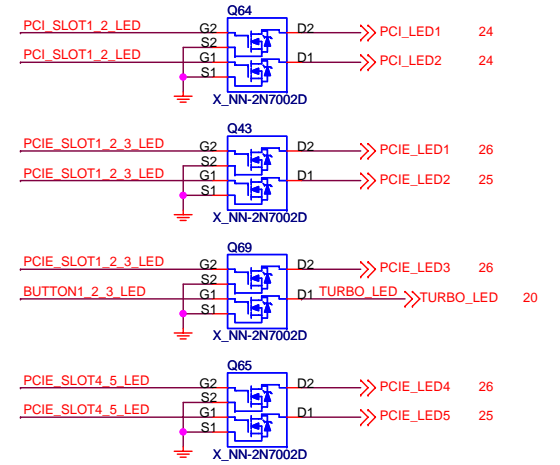 Q64
PCI_SLOT1_2_LED G2 D2 PCI_LED1 24
S2
PCI_SLOT1_2_LED G1 D1 PCI_LED2 24
S1
X_NN-2N7002D
Q43
PCIE_SLOT1_2_3_LED G2 D2 PCIE_LED1 26
S2
PCIE_SLOT1_2_3_LED G1 D1 PCIE_LED2 25
S1
X_NN-2N7002D
Q69
PCIE_SLOT1_2_3_LED G2 D2 PCIE_LED3 26
S2
BUTTON1_2_3_LED G1 D1 TURBO_LED TURBO_LED 20
S1
X_NN-2N7002D
Q65
PCIE_SLOT4_5_LED G2 D2 PCIE_LED4 26
S2
PCIE_SLOT4_5_LED G1 D1 PCIE_LED5 25
S1
X_NN-2N7002D